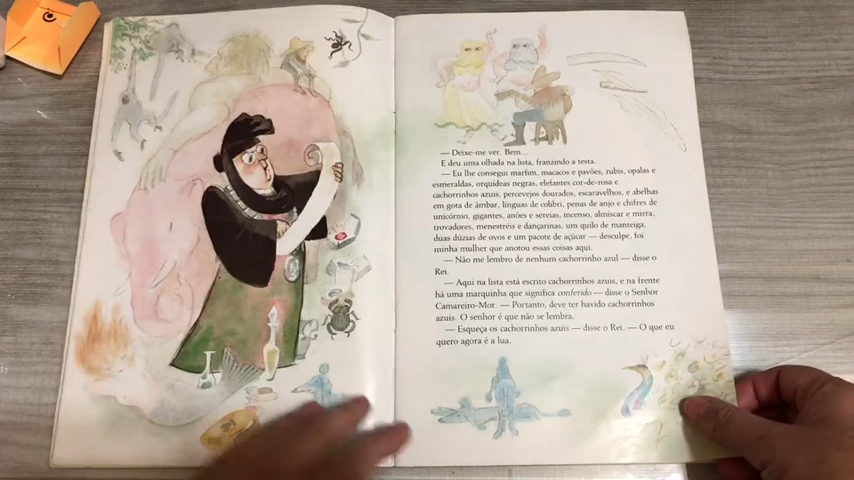 — Deixe-me ver. Bem...
E deu uma olhada na lista, franzindo a testa.
— Eu lhe consegui marfim, macacos e pavões, rubis, opalas e
esmeraldas, orquídeas negras, elefantes cor-de-rosa e
cachorrinhos azuis, percevejos dourados, escaravelhos, e abelhas
em gota de âmbar, línguas de colibri, penas de anjo e chifres de
unicórnio, gigantes, anões e sereias, incenso, almíscar e mirra,
trovadores, menestréis e dançarinas, um quilo de manteiga,
duas dúzias de ovos e um pacote de açúcar — desculpe, foi
minha mulher que anotou essas coisas aqui.
— Não me lembro de nenhum cachorrinho azul — disse o
Rei.
— Aqui na lista está escrito cachorrinhos azuis, e na frente
há uma marquinha que significa conferido — disse o Senhor
Camareiro-Mor. — Portanto, deve ter havido cachorrinhos
azuis. O senhor é que não se lembra.
— Esqueça os cachorrinhos azuis — disse o Rei. — O que eu
quero agora é a lua.